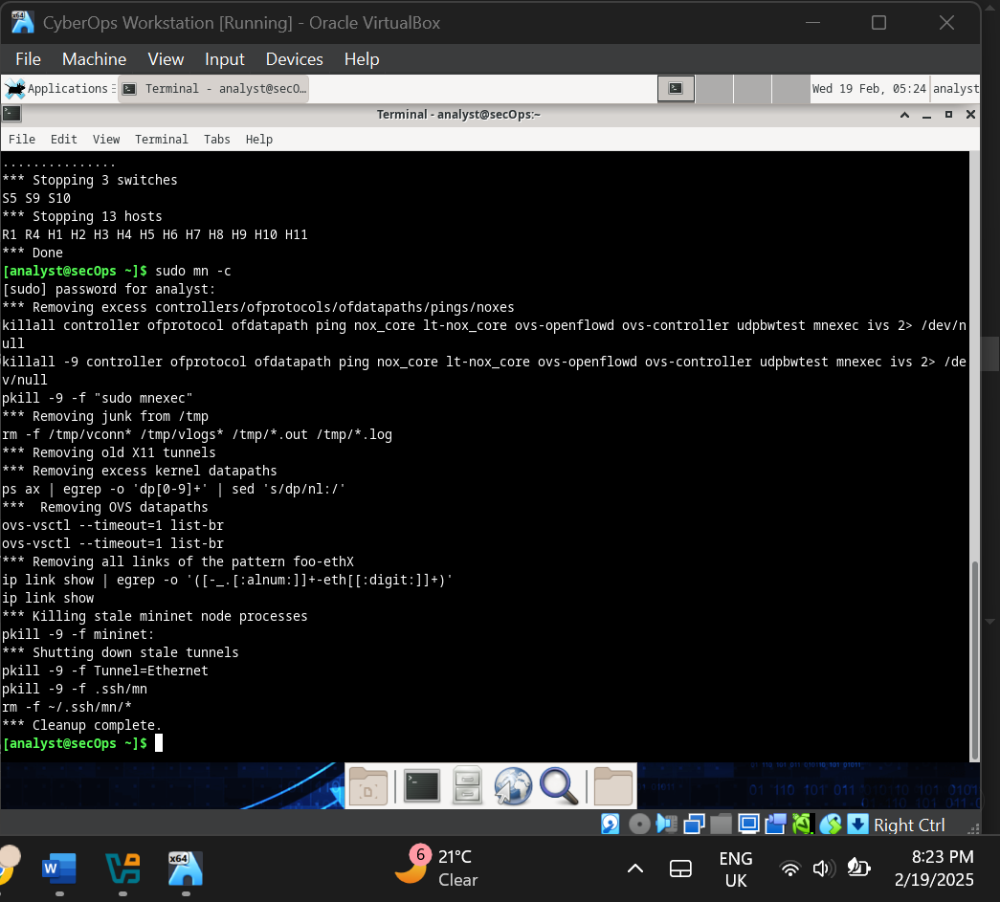 CyberOps Workstation [Running] - Oracle VirtualBox
File Machine View Input Devices Help
Applications Terminal - analyst@secO... Wed 19 Feb, 05:24 analyst
Terminal - analyst@secOps:~
File Edit View Terminal Tabs Help
...............
*** Stopping 3 switches
S5 S9 S10
*** Stopping 13 hosts
R1 R4 H1 H2 H3 H4 H5 H6 H7 H8 H9 H10 H11
*** Done
[analyst@secOps ~]$ sudo mn -c
[sudo] password for analyst:
*** Removing excess controllers/ofprotocols/ofdatapaths/pings/noxes
killall controller ofprotocol ofdatapath ping nox_core lt-nox_core ovs-openflowd ovs-controller udpbwtest mnexec ivs 2> /dev/n
ull
killall -9 controller ofprotocol ofdatapath ping nox_core lt-nox_core ovs-openflowd ovs-controller udpbwtest mnexec ivs 2> /de
v/null
pkill -9 -f "sudo mnexec"
*** Removing junk from /tmp
rm -f /tmp/vconn* /tmp/vlogs* /tmp/*.out /tmp/*.log
*** Removing old X11 tunnels
*** Removing excess kernel datapaths
ps ax | egrep -o 'dp[0-9]+' | sed 's/dp/nl:/'
***  Removing OVS datapaths
ovs-vsctl --timeout=1 list-br
ovs-vsctl --timeout=1 list-br
*** Removing all links of the pattern foo-ethX
ip link show | egrep -o '([-_.[:alnum:]]+-eth[[:digit:]]+)'
ip link show
*** Killing stale mininet node processes
pkill -9 -f mininet:
*** Shutting down stale tunnels
pkill -9 -f Tunnel=Ethernet
pkill -9 -f .ssh/mn
rm -f ~/.ssh/mn/*
*** Cleanup complete.
[analyst@secOps ~]$
Right Ctrl
6 21°C
Clear
ENG
UK
8:23 PM
2/19/2025